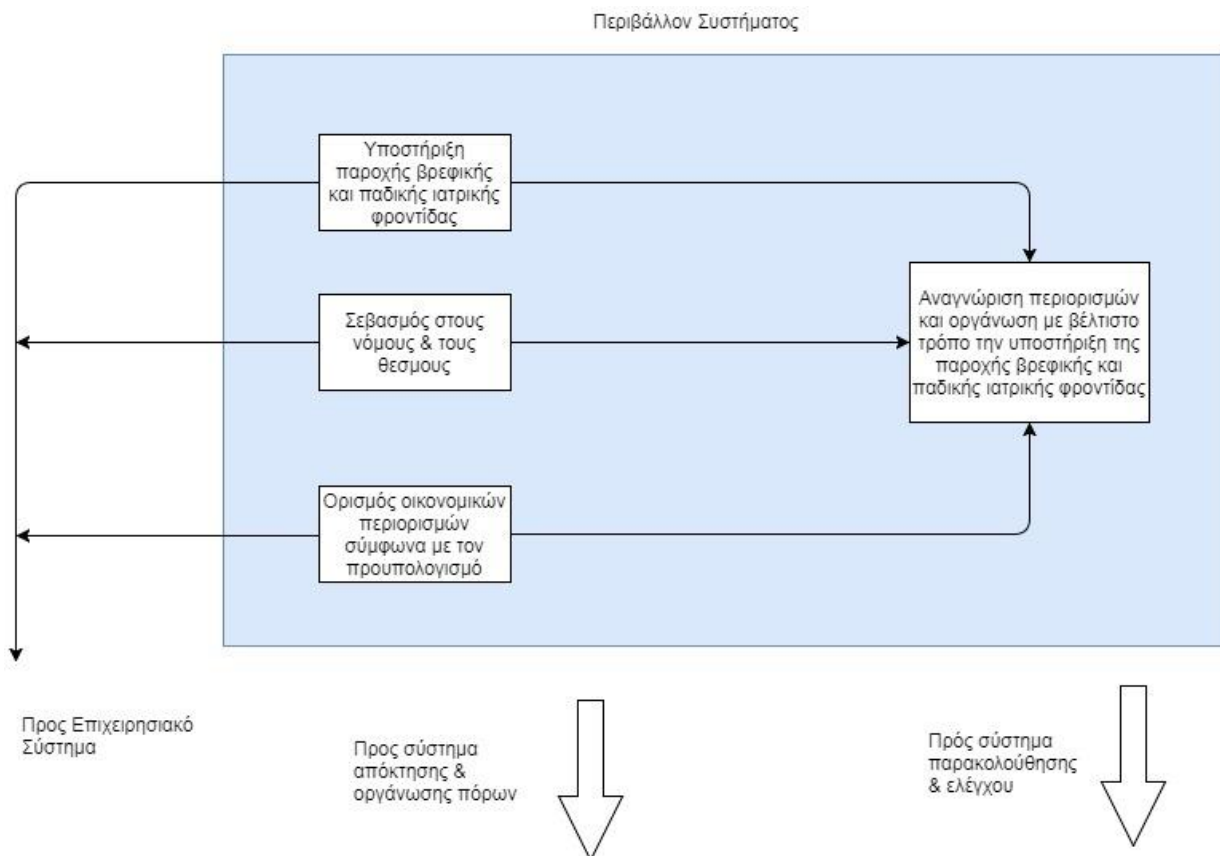 Περιβάλλον Συστήματος
Υποστήριξη
παροχής βρεφικής
και παδικής ιατρικής
φροντίδας
Σεβασμός στους
νόμους & τους
θεσμους
Ορισμός οικονομικών
περιορισμών
σύμφωνα με τον
προυπολογισμό
Αναγνώριση περιορισμών
και οργάνωση με βέλτιστο
τρόπο την υποστήριξη της
παροχής βρεφικής και
παδικής ιατρικής φροντίδας
Προς Επιχειρησιακό
Σύστημα
Προς σύστημα
απόκτησης &
οργάνωσης πόρων
Πρός σύστημα
παρακολούθησης
& ελέγχου